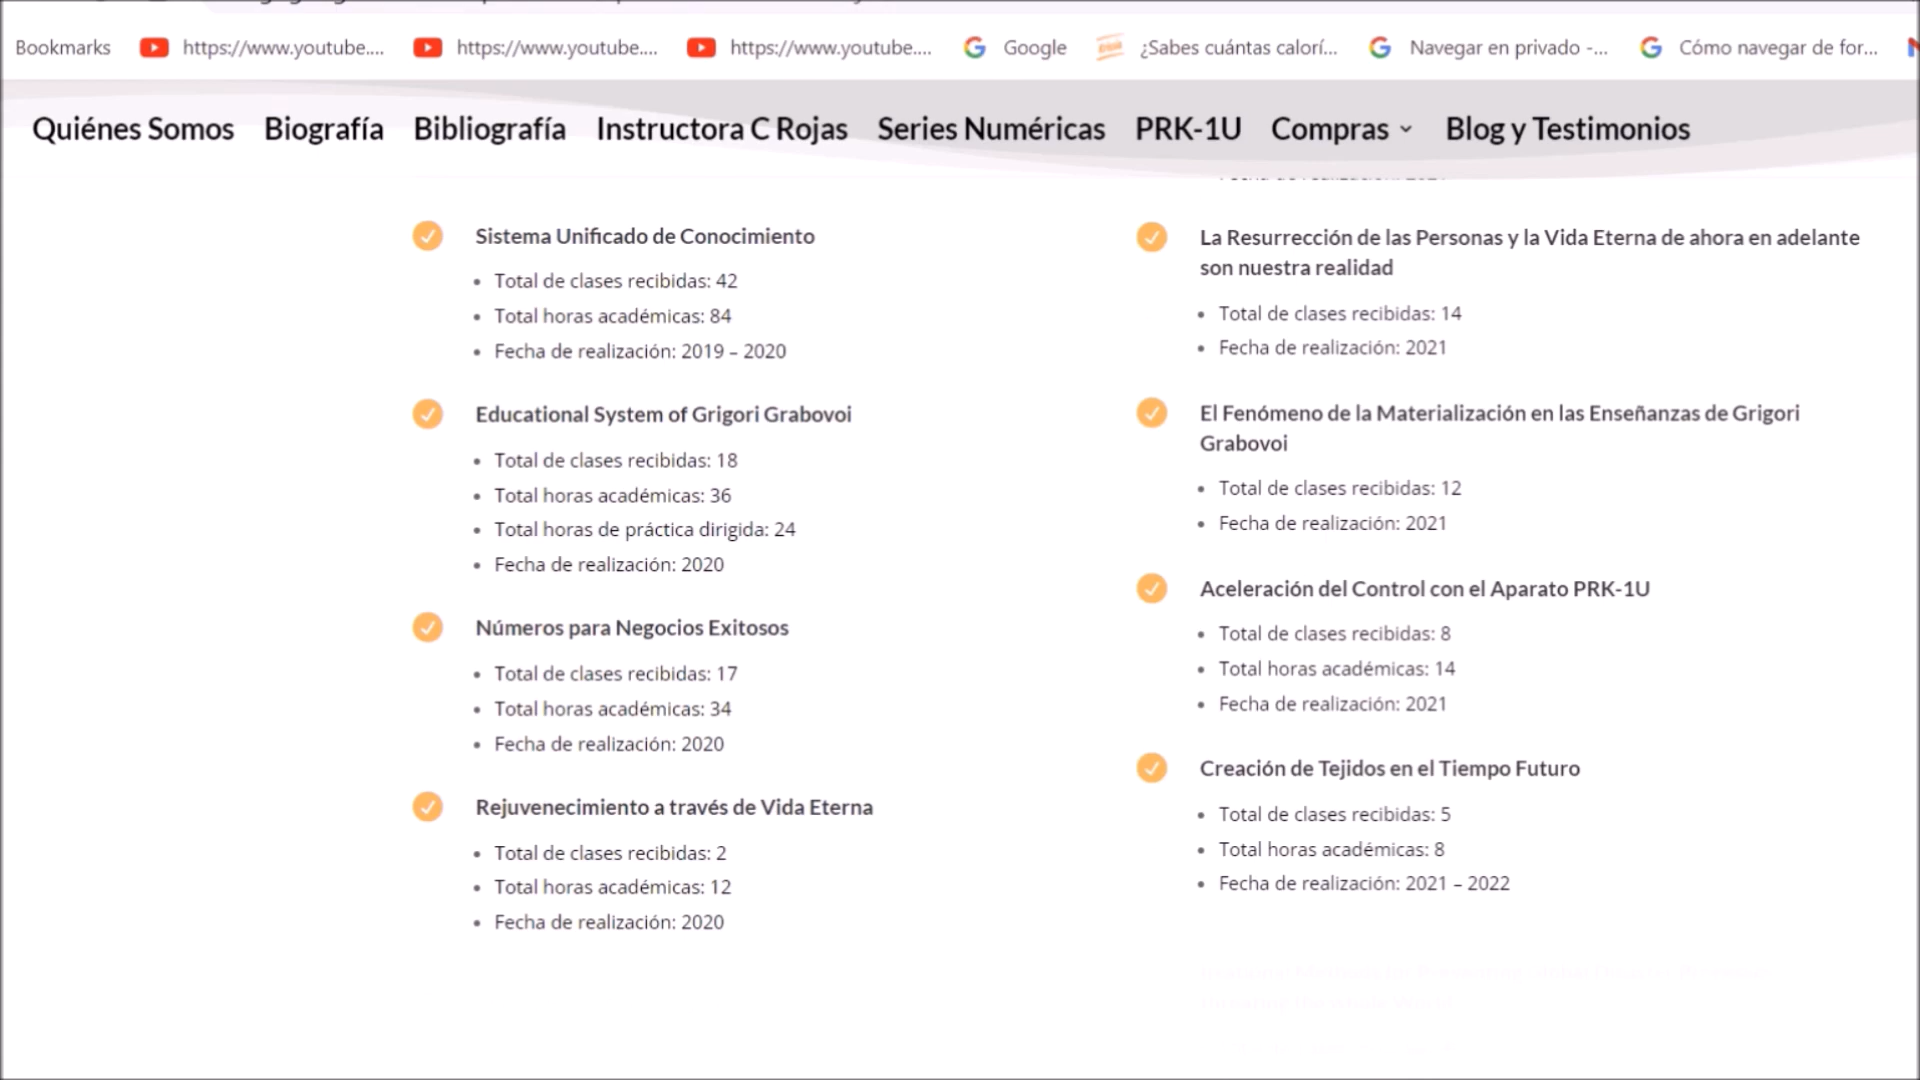 Bookmarks https://www.youtube.... https://www.youtube.... https://www.youtube.... Google ¿Sabes cuántas calorí... Navegar en privado -... Cómo navegar de for...
Quiénes Somos Biografía Bibliografía Instructora C Rojas Series Numéricas PRK-1U Compras Blog y Testimonios
Sistema Unificado de Conocimiento
• Total de clases recibidas: 42
• Total horas académicas: 84
• Fecha de realización: 2019 – 2020
Educational System of Grigori Grabovoi
• Total de clases recibidas: 18
• Total horas académicas: 36
• Total horas de práctica dirigida: 24
• Fecha de realización: 2020
Números para Negocios Exitosos
• Total de clases recibidas: 17
• Total horas académicas: 34
• Fecha de realización: 2020
Rejuvenecimiento a través de Vida Eterna
• Total de clases recibidas: 2
• Total horas académicas: 12
• Fecha de realización: 2020
La Resurrección de las Personas y la Vida Eterna de ahora en adelante
son nuestra realidad
• Total de clases recibidas: 14
• Fecha de realización: 2021
El Fenómeno de la Materialización en las Enseñanzas de Grigori
Grabovoi
• Total de clases recibidas: 12
• Fecha de realización: 2021
Aceleración del Control con el Aparato PRK-1U
• Total de clases recibidas: 8
• Total horas académicas: 14
• Fecha de realización: 2021
Creación de Tejidos en el Tiempo Futuro
• Total de clases recibidas: 5
• Total horas académicas: 8
• Fecha de realización: 2021 – 2022